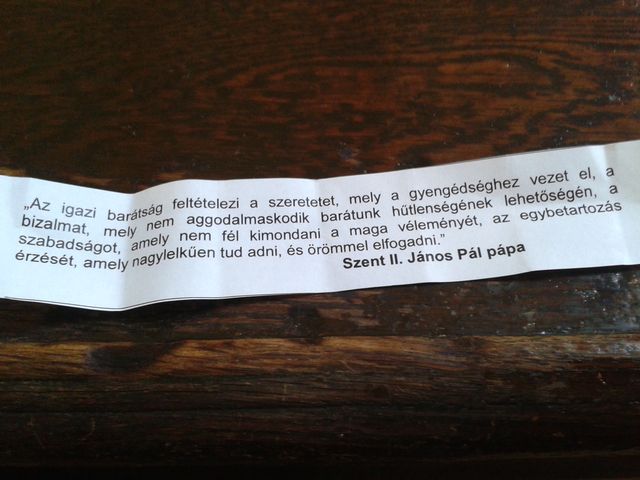 „Az igazi barátság feltételezi a szeretetet, mely a gyengédséghez vezet el, a
bizalmat, mely nem aggodalmaskodik barátunk hűtlenségének lehetőségén, a
szabadságot, amely nem fél kimondani a maga véleményét, az egybetartozás
érzését, amely nagylelkűen tud adni, és örömmel elfogadni.”
Szent II. János Pál pápa